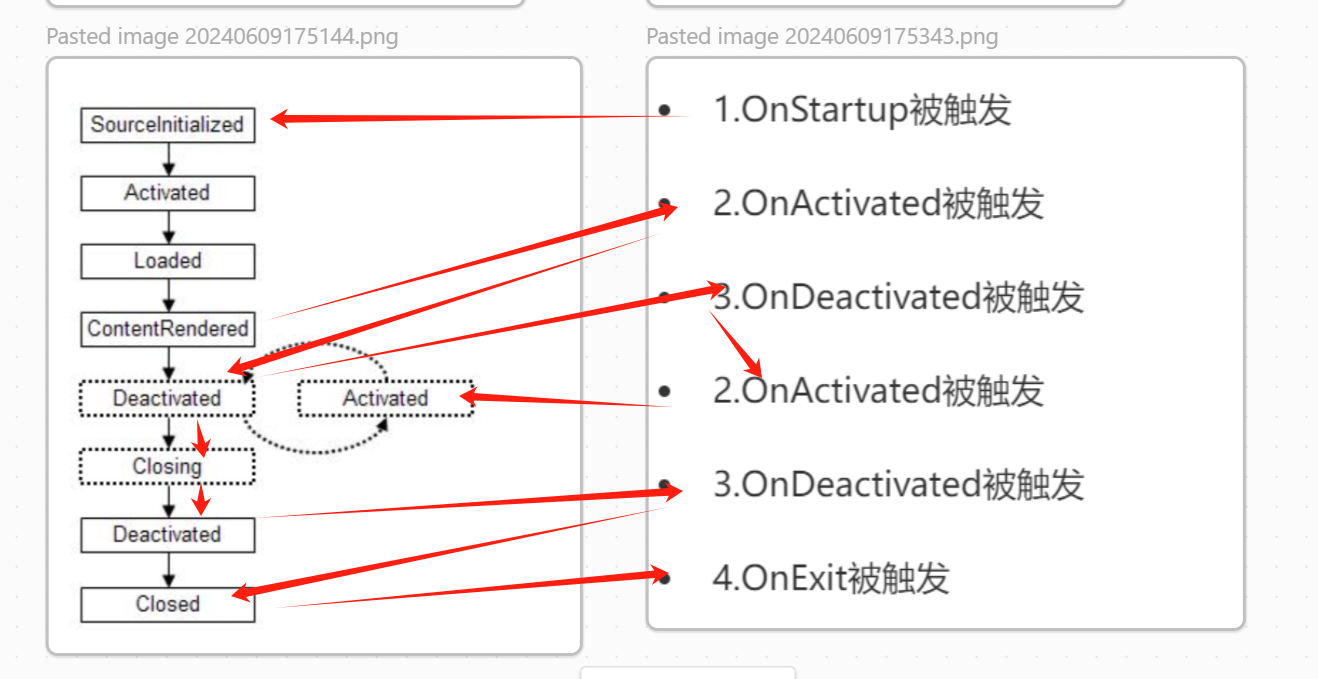 Pasted image 20240609175144.png
SourceInitialized
Activated
Loaded
ContentRendered
Deactivated
Activated
Closing
Deactivated
Closed
Pasted image 20240609175343.png
1.OnStartup被触发
2.OnActivated被触发
3.OnDeactivated被触发
2.OnActivated被触发
3.OnDeactivated被触发
4.OnExit被触发